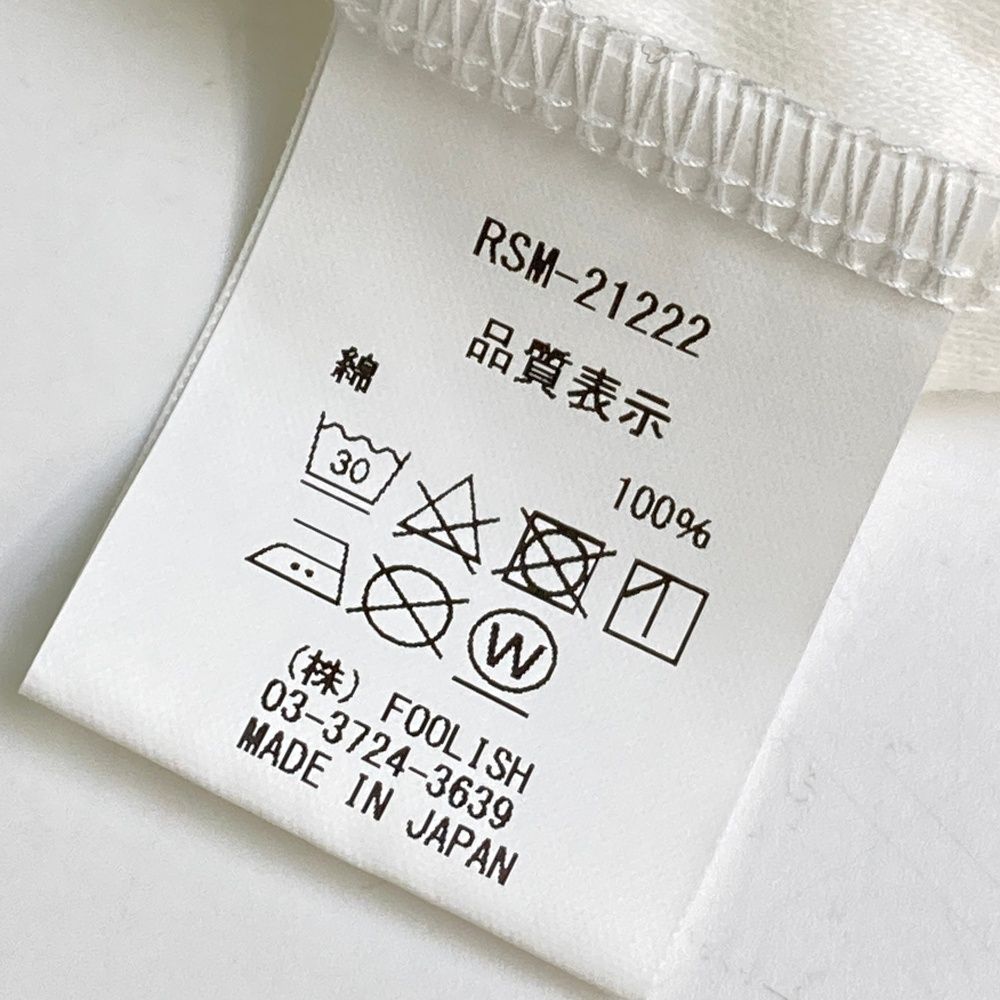 RSM-21222
品質表示
綿 100%
30
W
(株) FOOLISH
03-3724-3639
MADE IN JAPAN